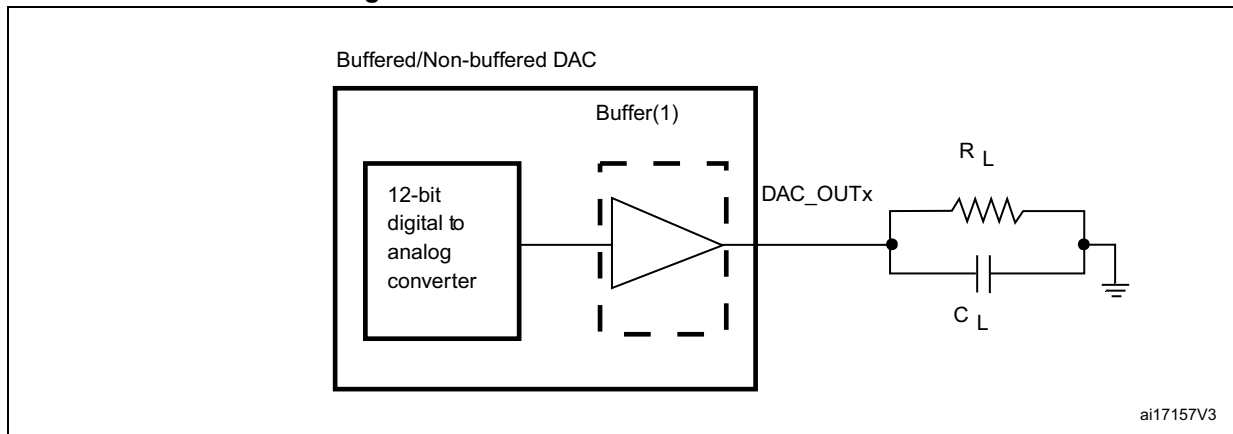 Buffered/Non-buffered DAC
Buffer(1)
12-bit
digital to
analog
converter
DAC_OUTx
R L
C L
ai17157V3